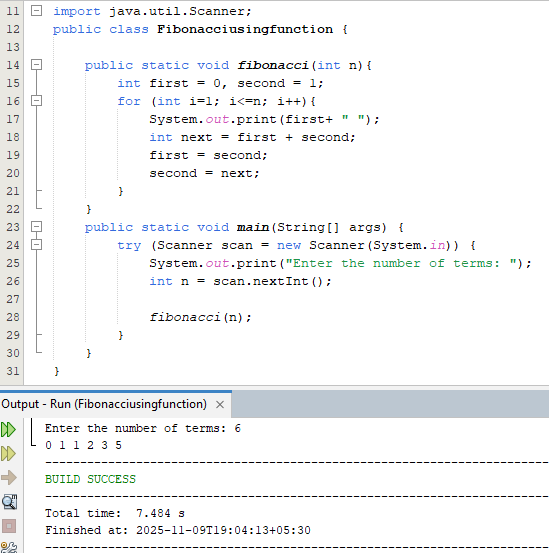 11 import java.util.Scanner;
12 public class Fibonacciusingfunction {
13
14 public static void fibonacci(int n){
15 int first = 0, second = 1;
16 for (int i=1; i<=n; i++){
17 System.out.print(first+ " ");
18 int next = first + second;
19 first = second;
20 second = next;
21 }
22 }
23 public static void main(String[] args) {
24 try (Scanner scan = new Scanner(System.in)) {
25 System.out.print("Enter the number of terms: ");
26 int n = scan.nextInt();
27
28 fibonacci(n);
29 }
30 }
31 }
Output - Run (Fibonacciusingfunction) ×
Enter the number of terms: 6
0 1 1 2 3 5
------------------------------------------------------------------------
BUILD SUCCESS
------------------------------------------------------------------------
Total time:  7.484 s
Finished at: 2025-11-09T19:04:13+05:30
------------------------------------------------------------------------